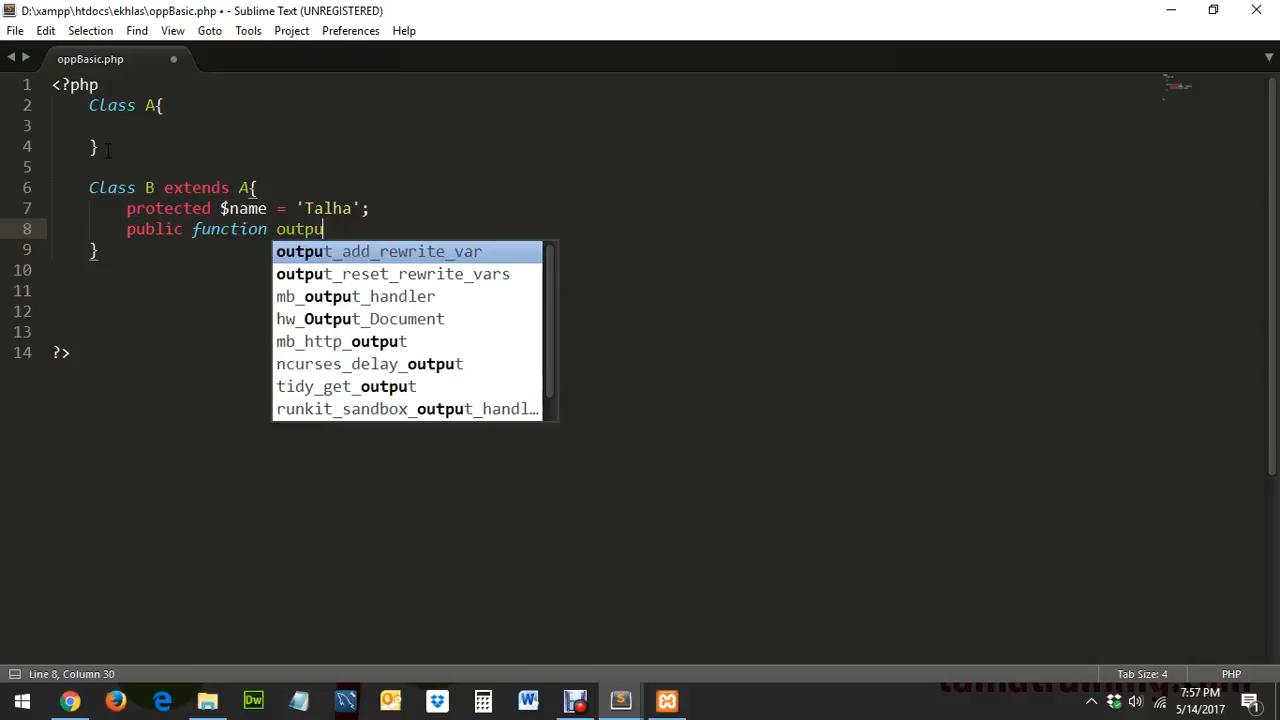 D:\xampp\htdocs\ekhlas\oppBasic.php • - Sublime Text (UNREGISTERED)
File Edit Selection Find View Goto Tools Project Preferences Help
oppBasic.php
1 <?php
2 Class A{
3
4 }
5
6 Class B extends A{
7 protected $name = 'Talha';
8 public function outpu
9 }
output_add_rewrite_var
10
output_reset_rewrite_vars
11
mb_output_handler
12
hw_Output_Document
13
mb_http_output
14 ?>
ncurses_delay_output
tidy_get_output
runkit_sandbox_output_handl…
Line 8, Column 30
Tab Size: 4
PHP
Dw
W
S
7:57 PM
5/14/2017
1